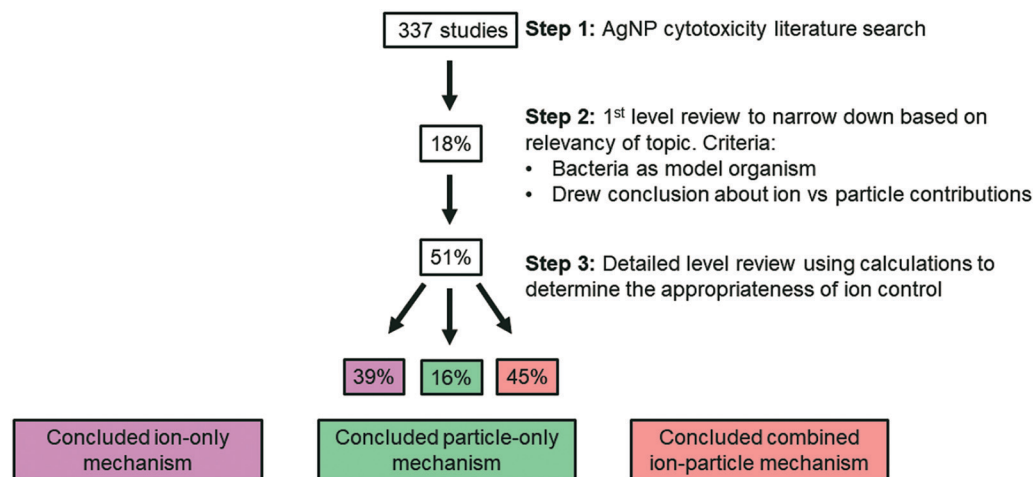 337 studies
Step 1: AgNP cytotoxicity literature search
18%
Step 2: 1st level review to narrow down based on
relevancy of topic. Criteria:
• Bacteria as model organism
• Drew conclusion about ion vs particle contributions
51%
Step 3: Detailed level review using calculations to
determine the appropriateness of ion control
39%
16%
45%
Concluded ion-only
mechanism
Concluded particle-only
mechanism
Concluded combined
ion-particle mechanism